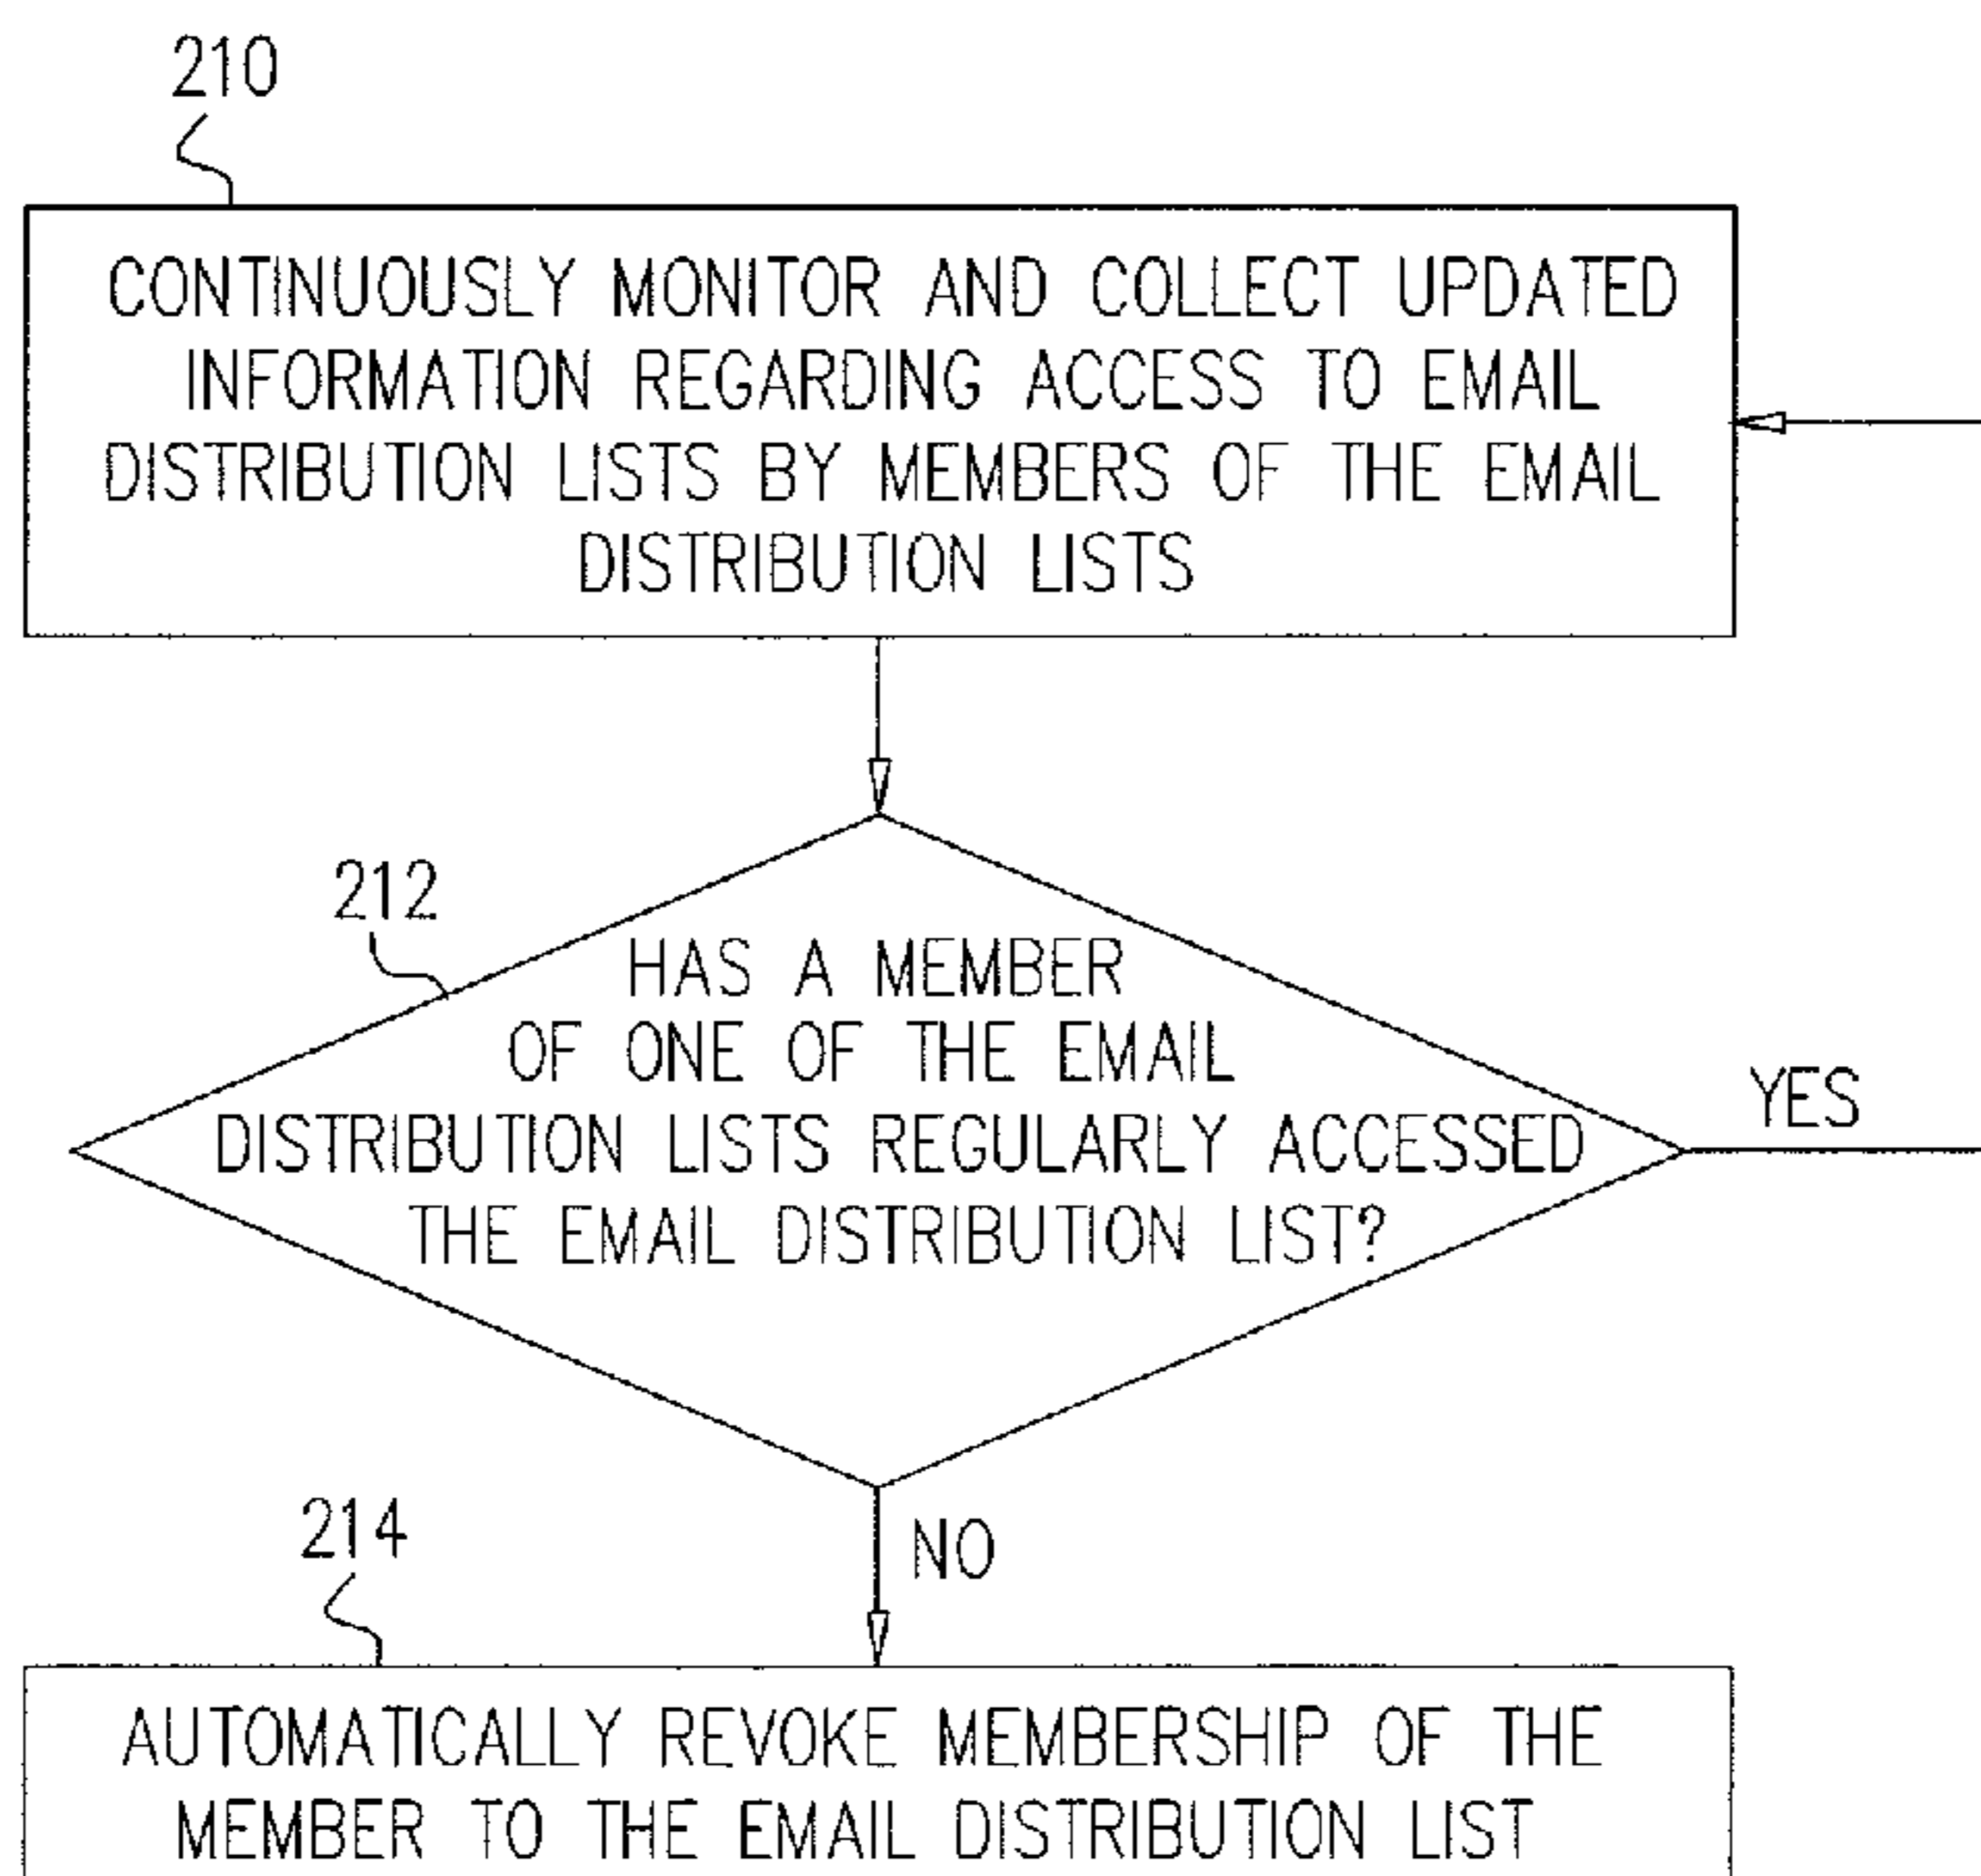 210
CONTINUOUSLY MONITOR AND COLLECT UPDATED
INFORMATION REGARDING ACCESS TO EMAIL
DISTRIBUTION LISTS BY MEMBERS OF THE EMAIL
DISTRIBUTION LISTS
212
HAS A MEMBER
OF ONE OF THE EMAIL
DISTRIBUTION LISTS REGULARLY ACCESSED
THE EMAIL DISTRIBUTION LIST?
YES
NO
214
AUTOMATICALLY REVOKE MEMBERSHIP OF THE
MEMBER TO THE EMAIL DISTRIBUTION LIST